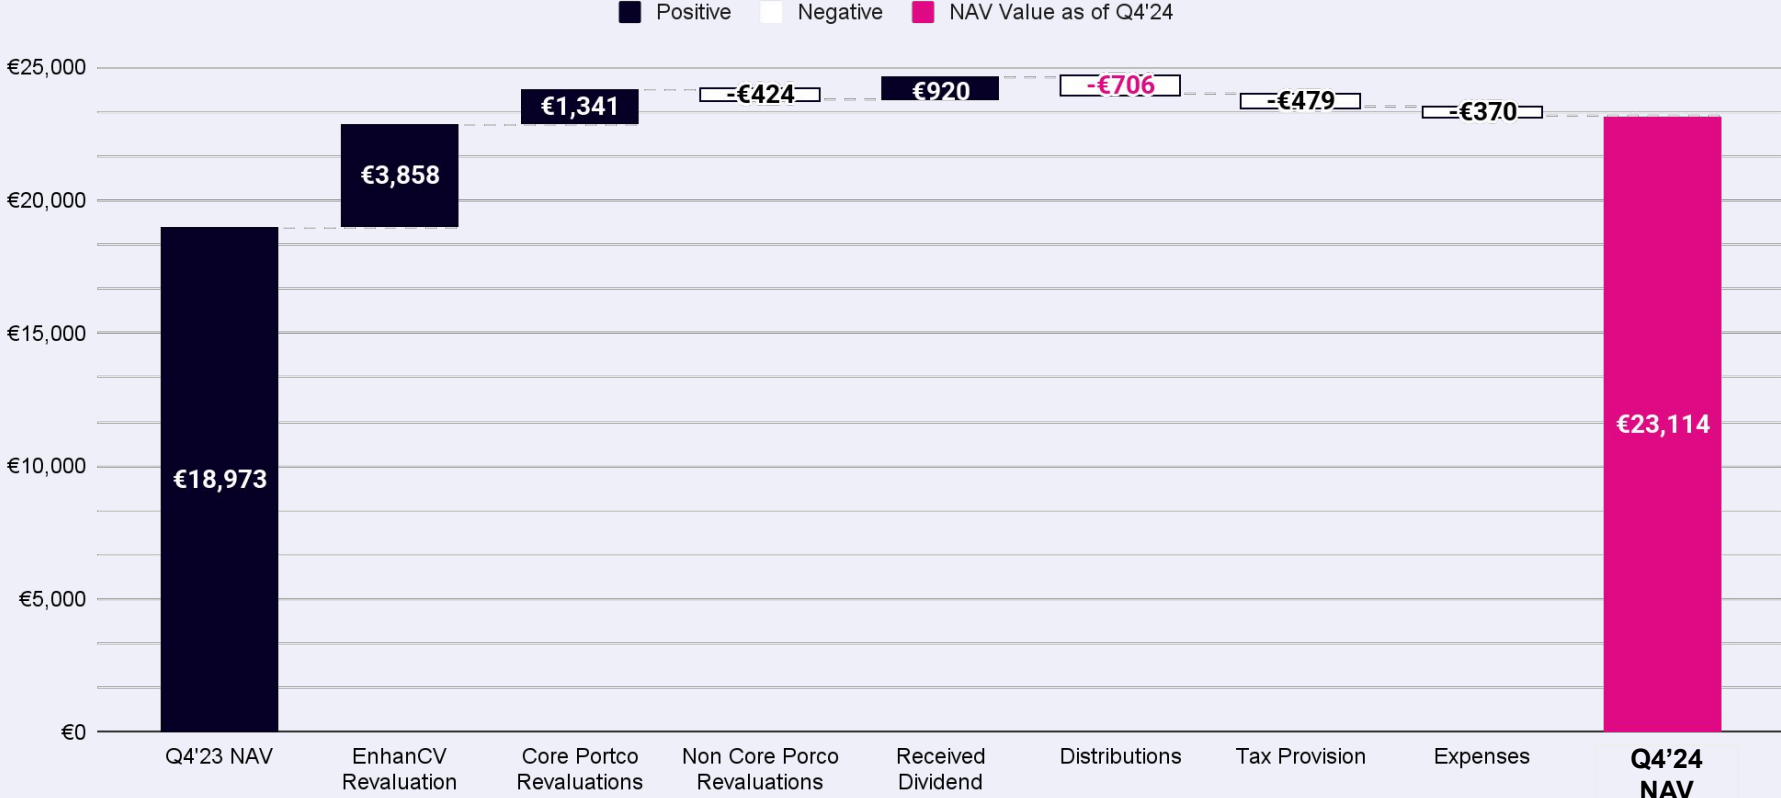 Positive
Negative
NAV Value as of Q4'24
€25,000
€20,000
€15,000
€10,000
€5,000
€0
€18,973
€3,858
€1,341
-€424
€920
-€706
-€479
-€370
€23,114
Q4'23 NAV
EnhanCV
Revaluation
Core Portco
Revaluations
Non Core Porco
Revaluations
Received
Dividend
Distributions
Tax Provision
Expenses
Q4’24
NAV